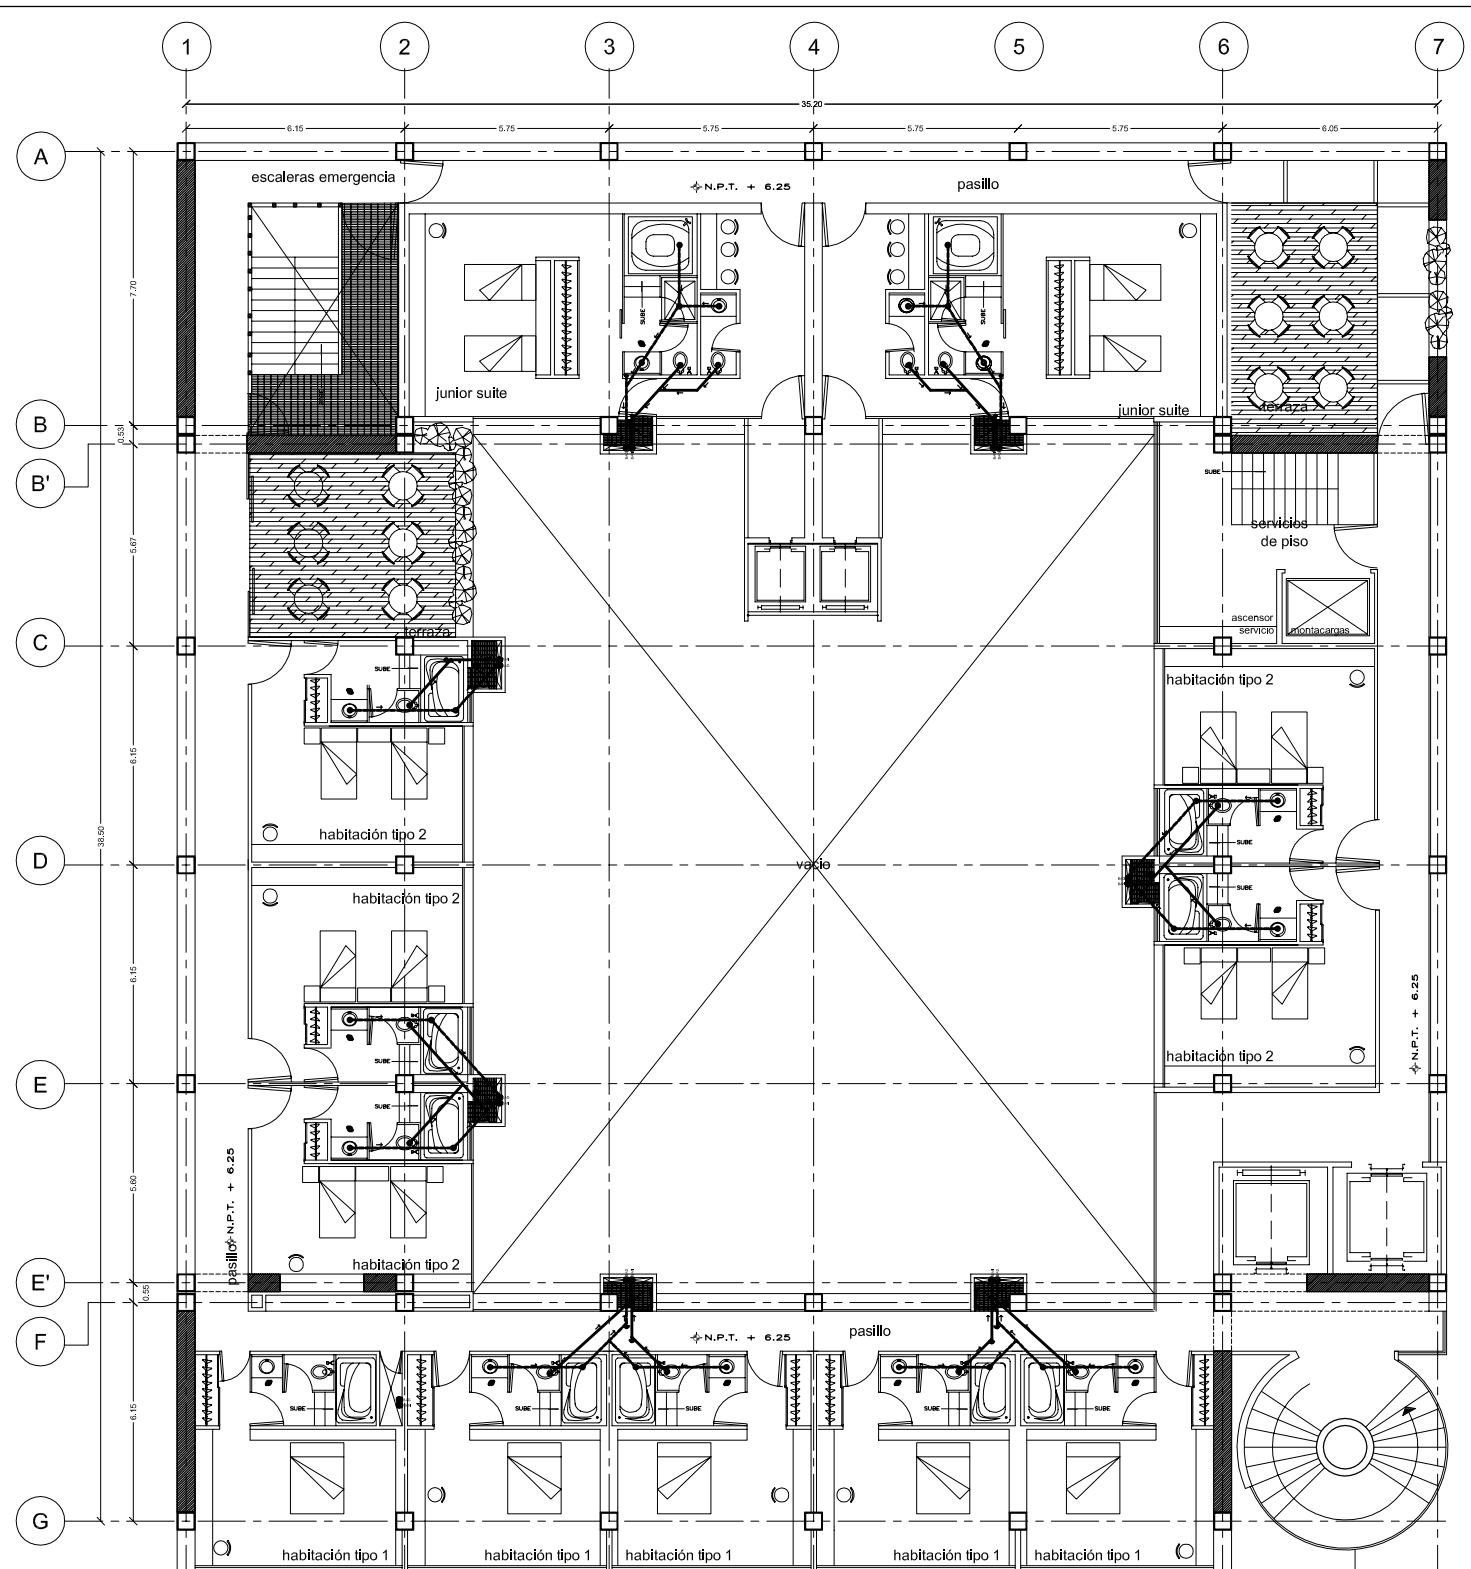 1 2 3 4 5 6 7
35.20
6.15 5.75 5.75 5.75 5.75 6.05
A
escaleras emergencia
N.P.T. + 6.25
pasillo
7.70
SUBE
SUBE
junior suite
junior suite
terraza
B
0.53
B'
SUBE
servicios
de piso
5.67
ascensor
servicio
montacargas
terraza
C
SUBE
habitación tipo 2
6.15
38.50
habitación tipo 2
SUBE
D
vacio
SUBE
habitación tipo 2
6.15
N.P.T. + 6.25
habitación tipo 2
SUBE
E
SUBE
N.P.T. + 6.25
pasillo
5.60
habitación tipo 2
E'
0.55
F
N.P.T. + 6.25
pasillo
6.15
SUBE SUBE SUBE SUBE SUBE
G
habitación tipo 1 habitación tipo 1 habitación tipo 1 habitación tipo 1 habitación tipo 1